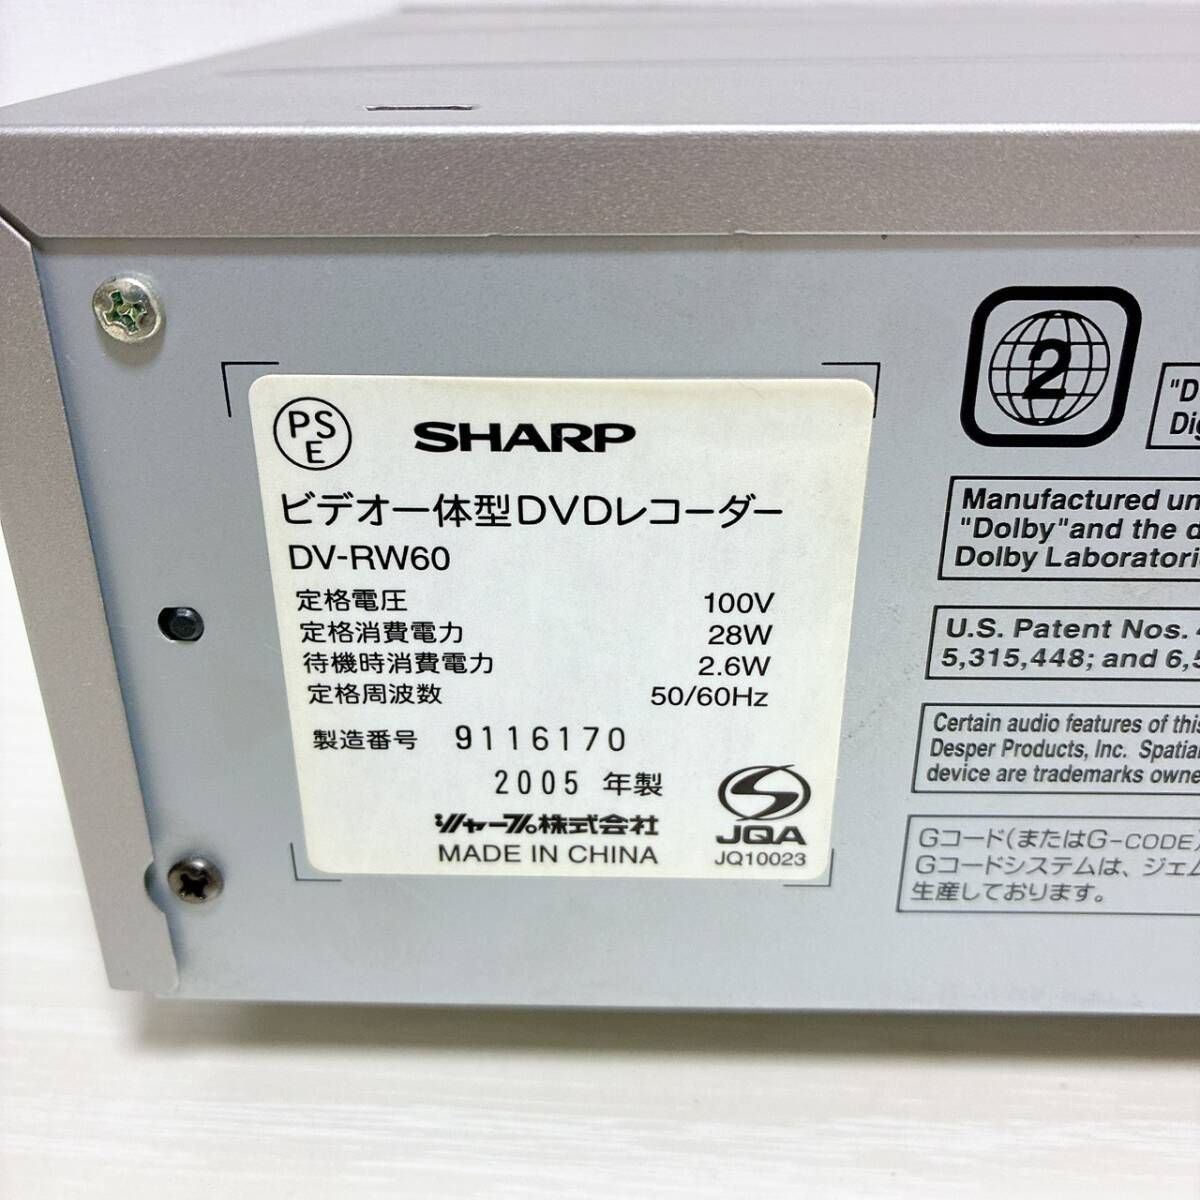 PSE
SHARP
ビデオ一体型DVDレコーダー
DV-RW60
定格電圧 100V
定格消費電力 28W
待機時消費電力 2.6W
定格周波数 50/60Hz
製造番号 9116170
2005 年製
シャープ株式会社
MADE IN CHINA
JQA
JQ10023
2
"D
Dig
Manufactured un
"Dolby"and the d
Dolby Laboratori
U.S. Patent Nos.
5,315,448; and 6,5
Certain audio features of this
Desper Products, Inc. Spatia
device are trademarks owne
Gコード(またはG-CODE)
Gコードシステムは、ジェム
生産しております。